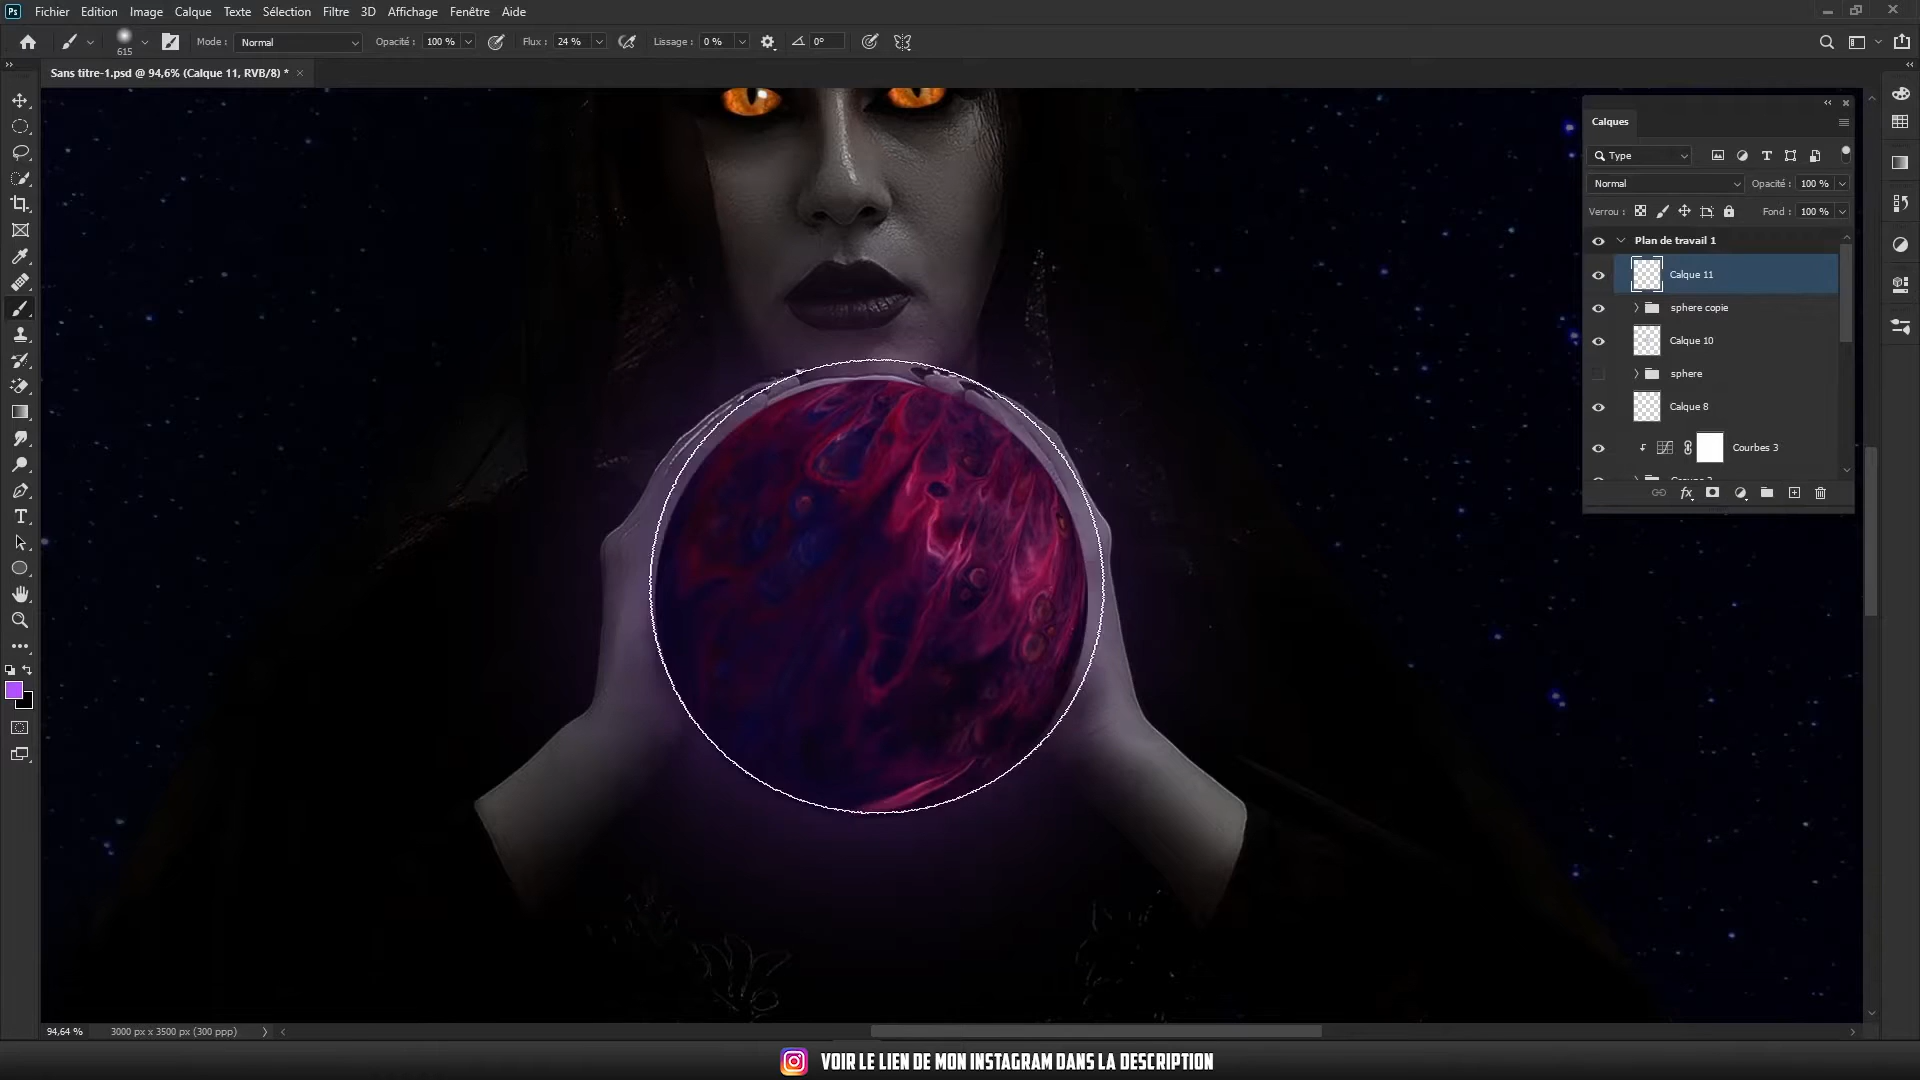 Ps Fichier Edition Image Calque Texte Sélection Filtre 3D Affichage Fenêtre Aide
615 Mode : Normal Opacité : 100 % Flux : 24 % Lissage : 0 % 0°
Sans titre-1.psd @ 94,6% (Calque 11, RVB/8) *
Calques
Type
Normal Opacité : 100 %
Verrou : Fond : 100 %
Plan de travail 1
Calque 11
sphere copie
Calque 10
sphere
Calque 8
Courbes 3
fx
94,64 % 3000 px x 3500 px (300 ppp)
VOIR LE LIEN DE MON INSTAGRAM DANS LA DESCRIPTION